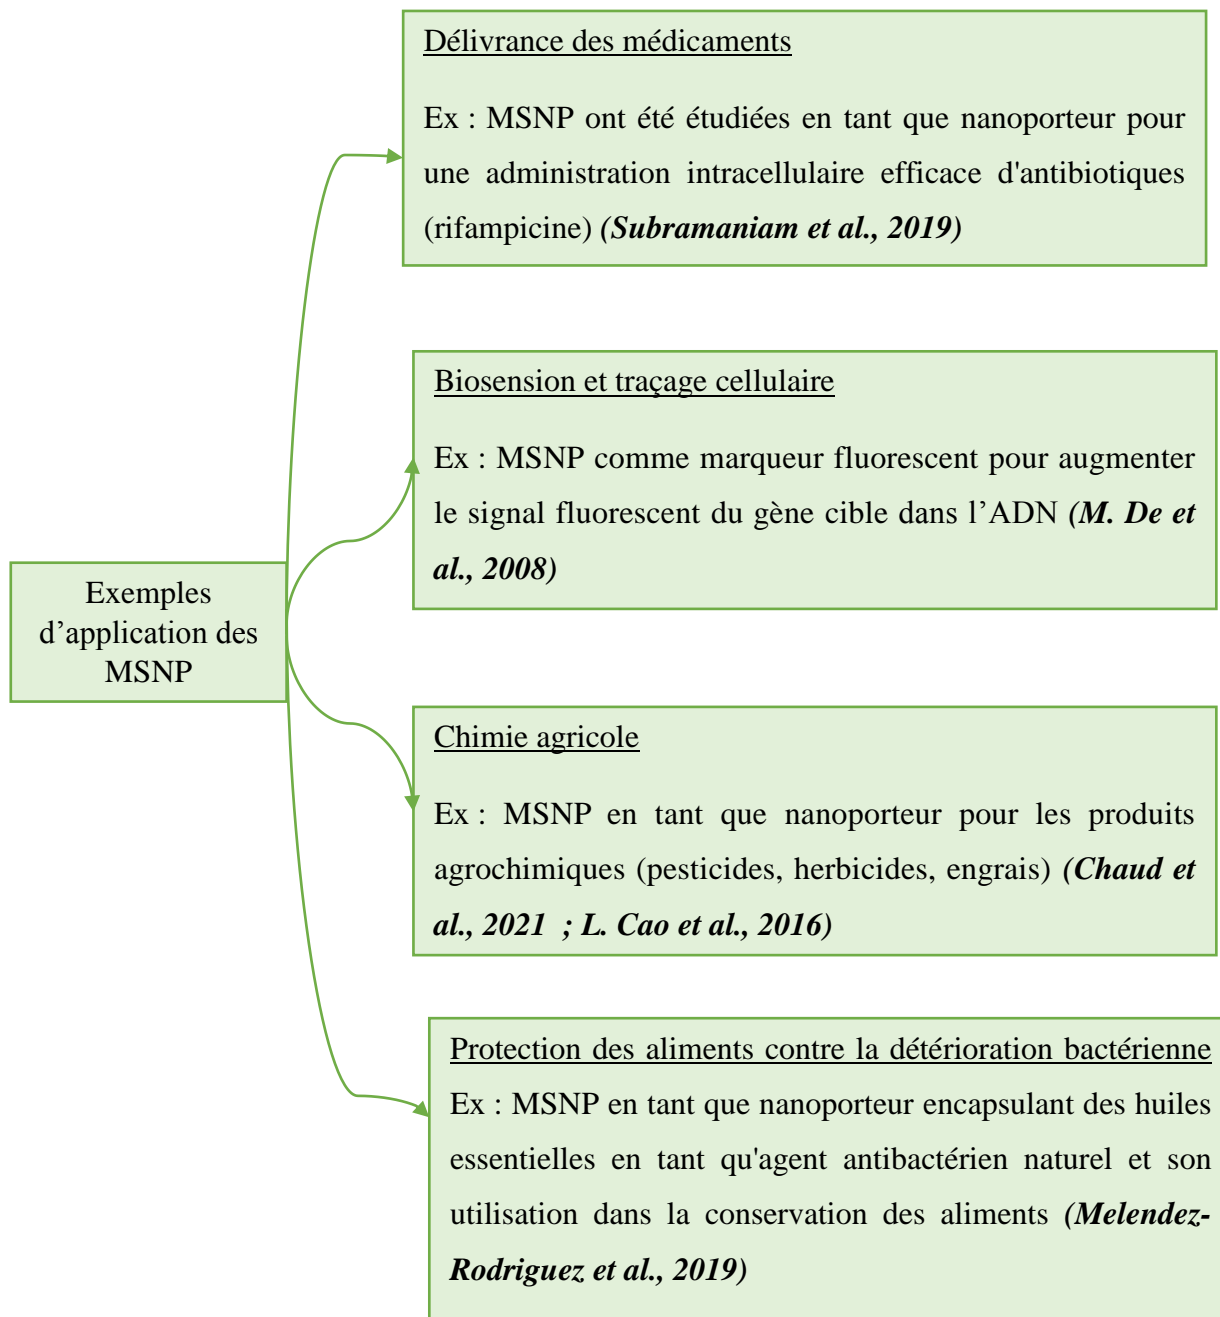 Délivrance des médicaments
Ex : MSNP ont été étudiées en tant que nanoporteur pour
une administration intracellulaire efficace d'antibiotiques
(rifampicine) (Subramaniam et al., 2019)
Biosension et traçage cellulaire
Ex : MSNP comme marqueur fluorescent pour augmenter
le signal fluorescent du gène cible dans l’ADN (M. De et
al., 2008)
Exemples
d’application des
MSNP
Chimie agricole
Ex : MSNP en tant que nanoporteur pour les produits
agrochimiques (pesticides, herbicides, engrais) (Chaud et
al., 2021 ; L. Cao et al., 2016)
Protection des aliments contre la détérioration bactérienne
Ex : MSNP en tant que nanoporteur encapsulant des huiles
essentielles en tant qu'agent antibactérien naturel et son
utilisation dans la conservation des aliments (Melendez-
Rodriguez et al., 2019)